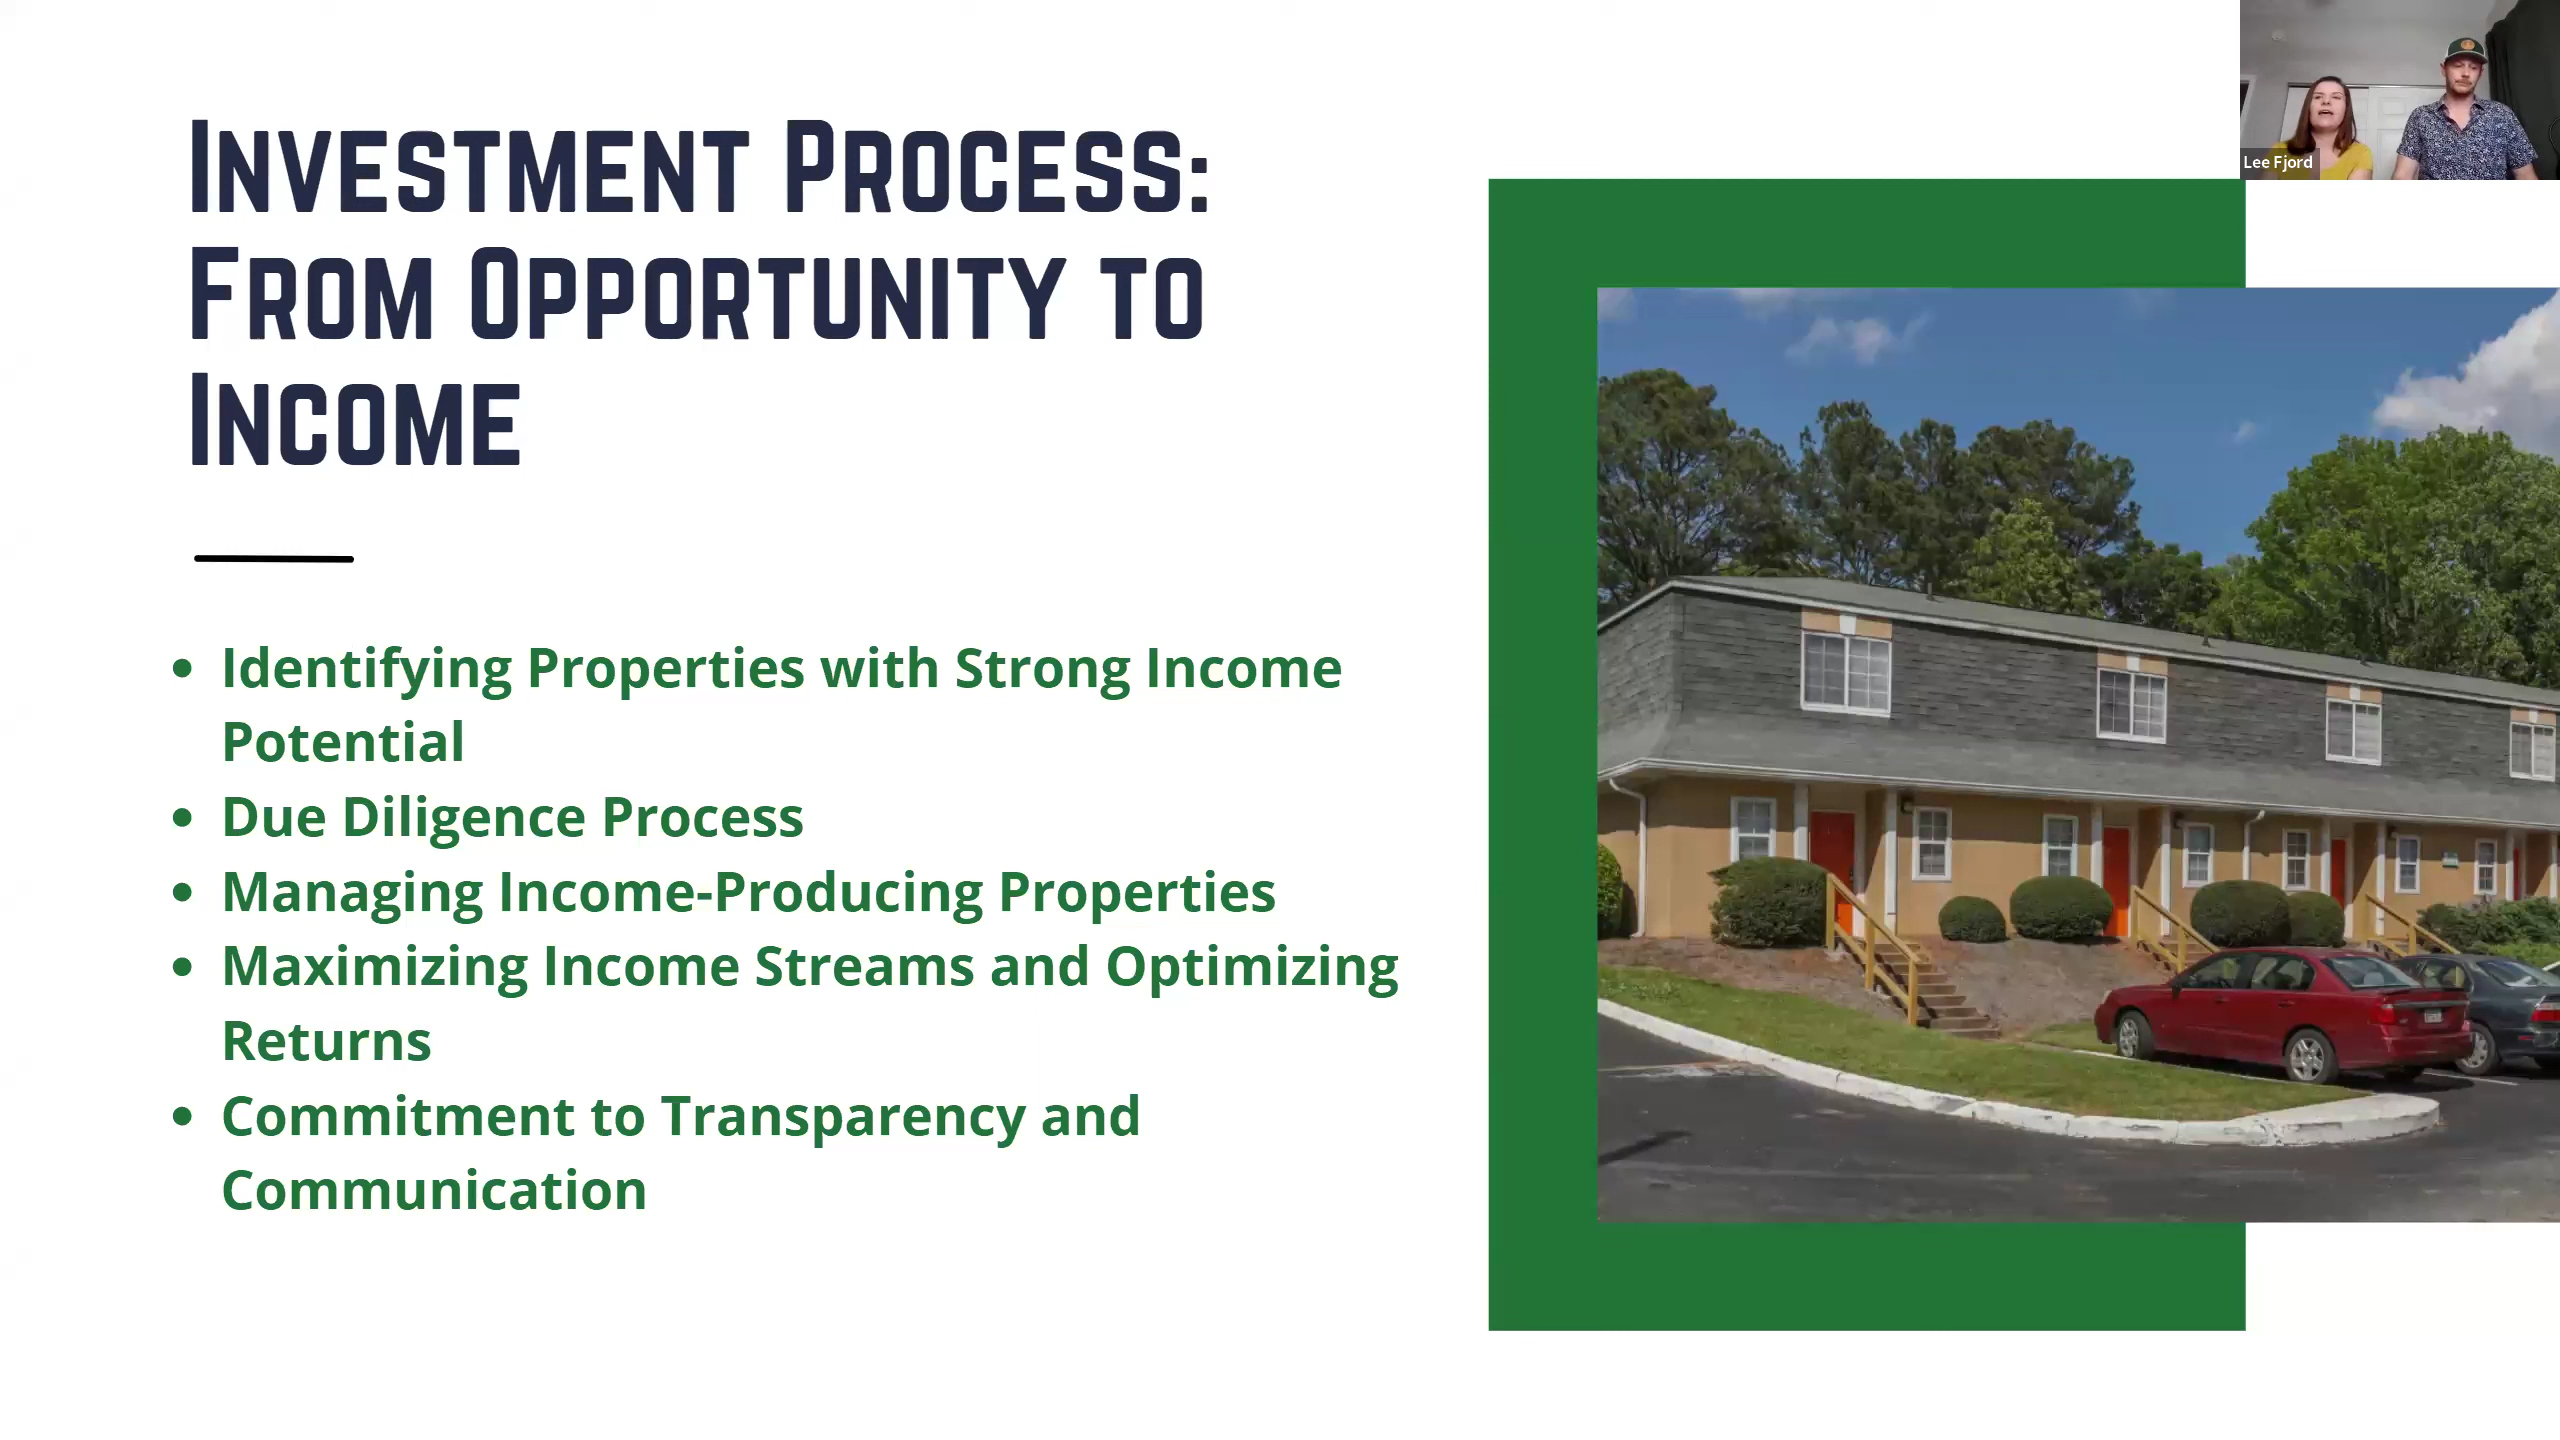 Investment Process:
From Opportunity to
Income
Lee Fjord
• Identifying Properties with Strong Income
Potential
• Due Diligence Process
• Managing Income-Producing Properties
• Maximizing Income Streams and Optimizing
Returns
• Commitment to Transparency and
Communication